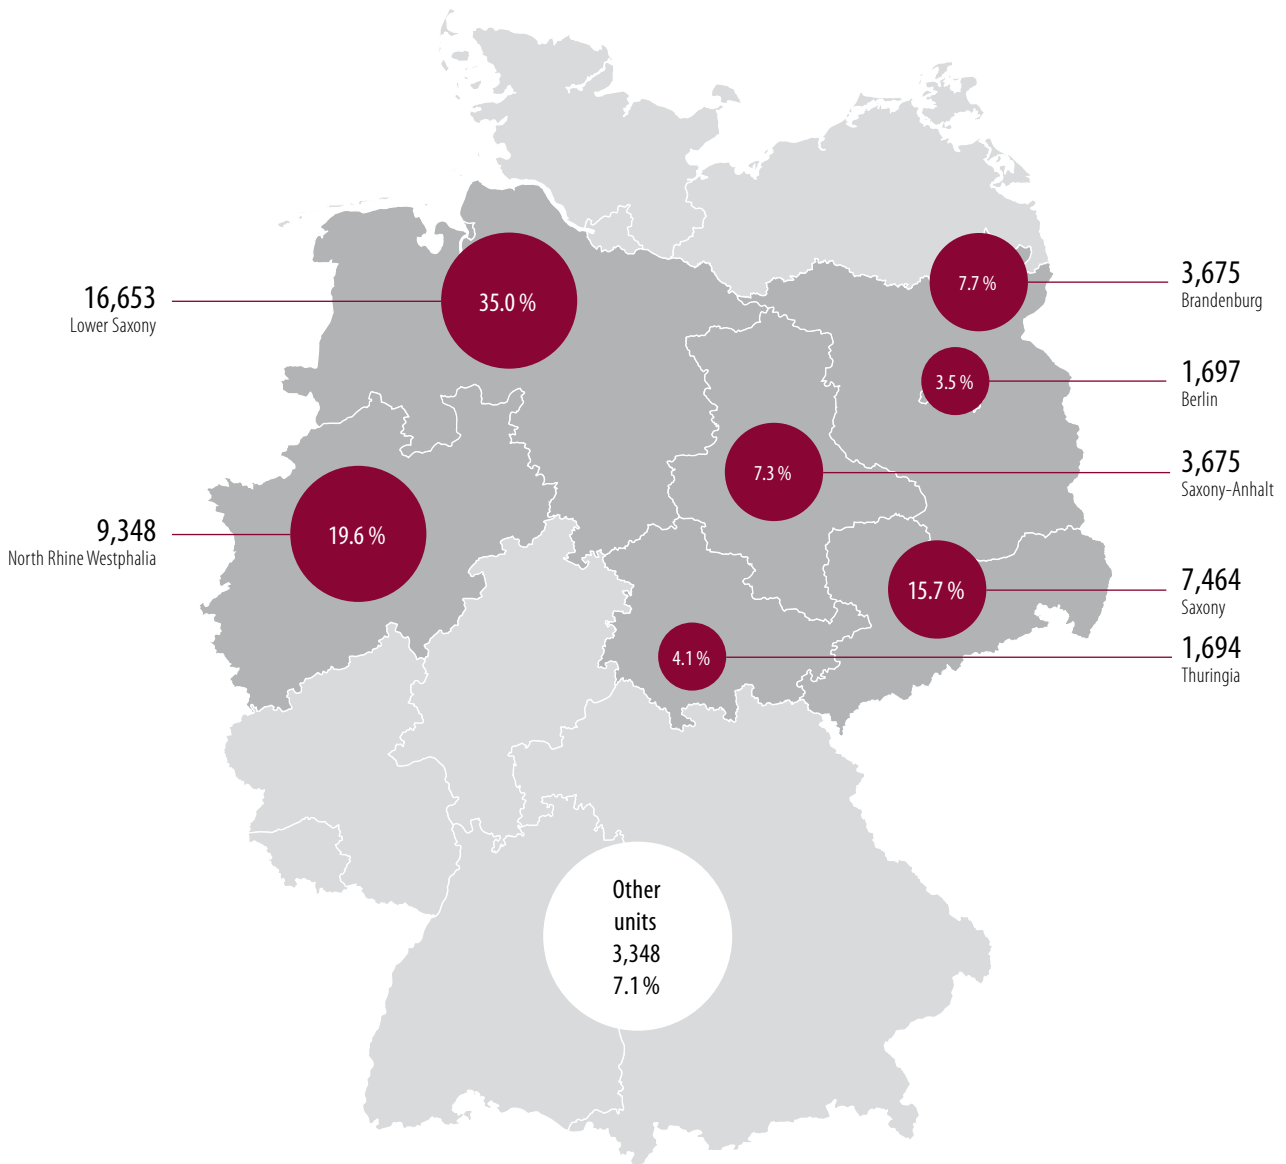 16,653
Lower Saxony
35.0 %
9,348
North Rhine Westphalia
19.6 %
7.7 %
3,675
Brandenburg
3.5 %
1,697
Berlin
7.3 %
3,675
Saxony-Anhalt
15.7 %
7,464
Saxony
4.1 %
1,694
Thuringia
Other
units
3,348
7.1 %